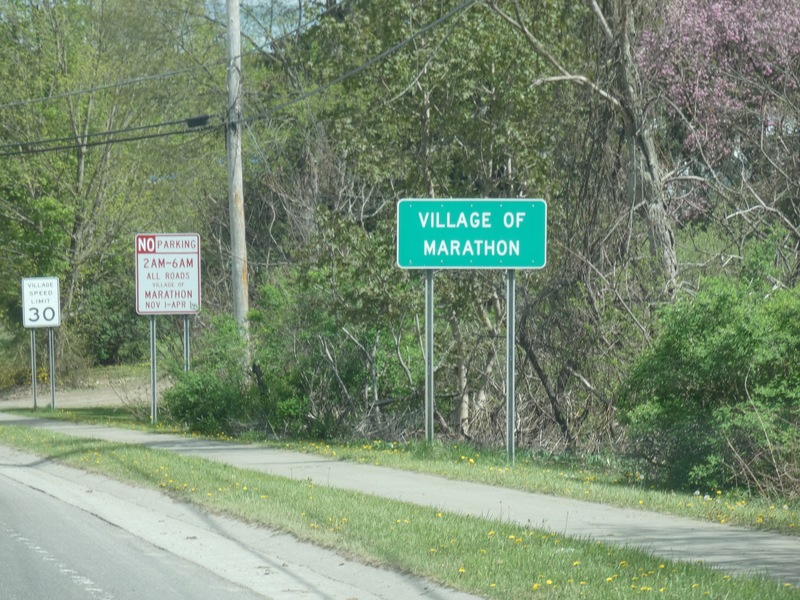 VILLAGE
SPEED
LIMIT
30
NO PARKING
2AM-6AM
ALL ROADS
VILLAGE OF
MARATHON
NOV 1-APR
VILLAGE OF
MARATHON